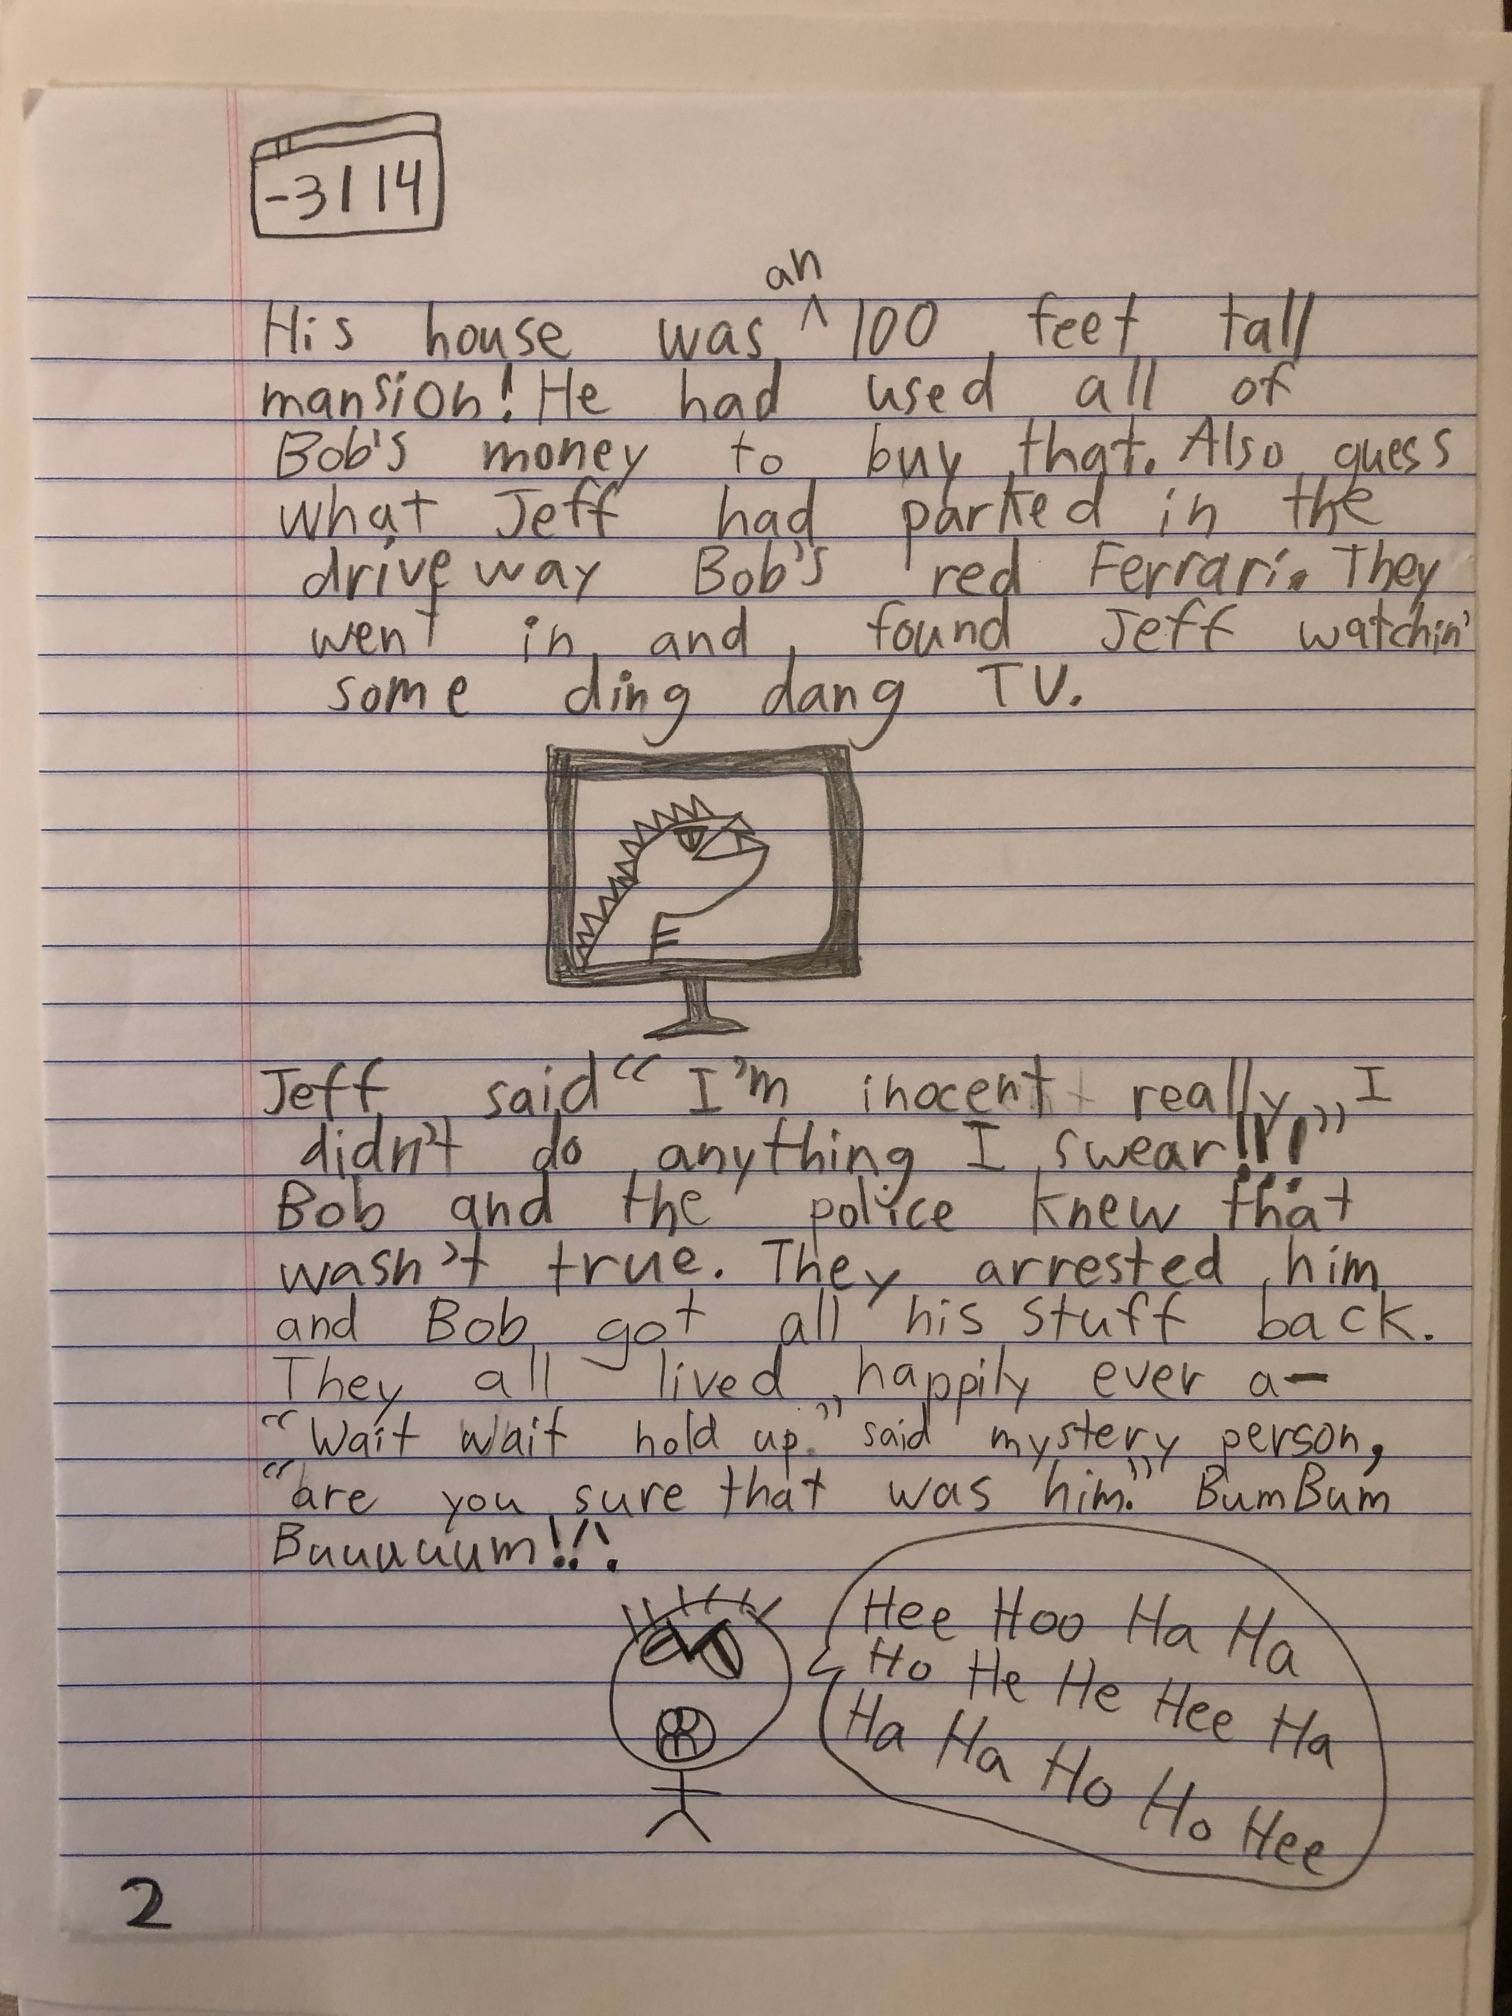 -3114
an
His house was ^ 100 feet tall
mansion! He had used all of
Bob's money to buy that. Also guess
what Jeff had parked in the
driveway Bob's red Ferrari. They
went in and found Jeff watchin'
some ding dang TV.
Jeff said “ I'm inocent really, I
didn't do anything I swear!!!”
Bob and the police knew that
wasn't true. They arrested him
and Bob got all his stuff back.
They all lived happily ever a–
“Wait wait hold up.” said mystery person,
“are you sure that was him.” BumBum
Buuuuum!!!
Hee Hoo Ha Ha
Ho He He Hee Ha
Ha Ha Ho Ho Hee
2